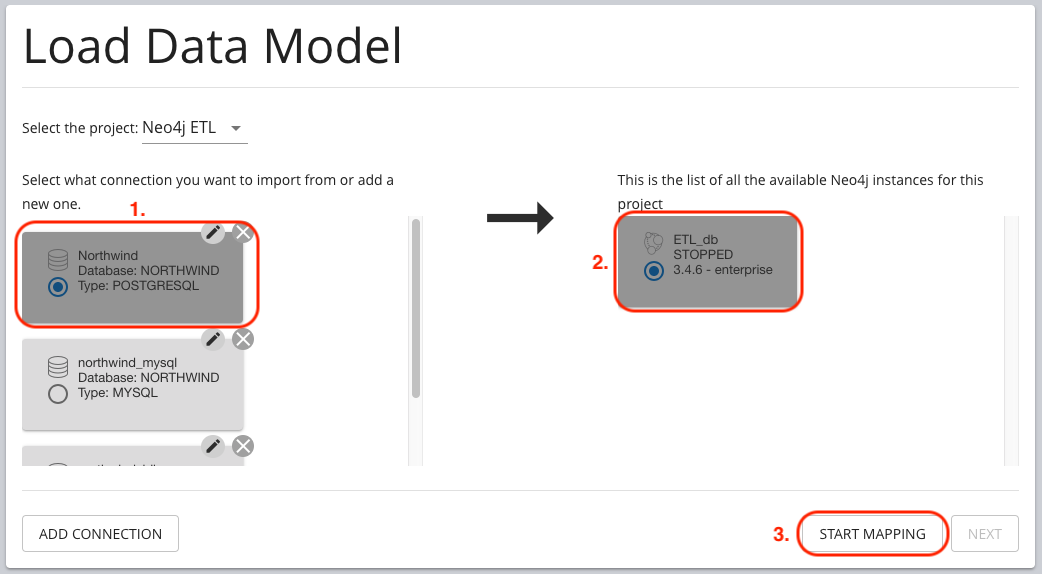 Load Data Model
Select the project: Neo4j ETL
Select what connection you want to import from or add a
new one.
1.
Northwind
Database: NORTHWIND
Type: POSTGRESQL
northwind_mysql
Database: NORTHWIND
Type: MYSQL
This is the list of all the available Neo4j instances for this
project
2.
ETL_db
STOPPED
3.4.6 - enterprise
ADD CONNECTION
3.
START MAPPING
NEXT